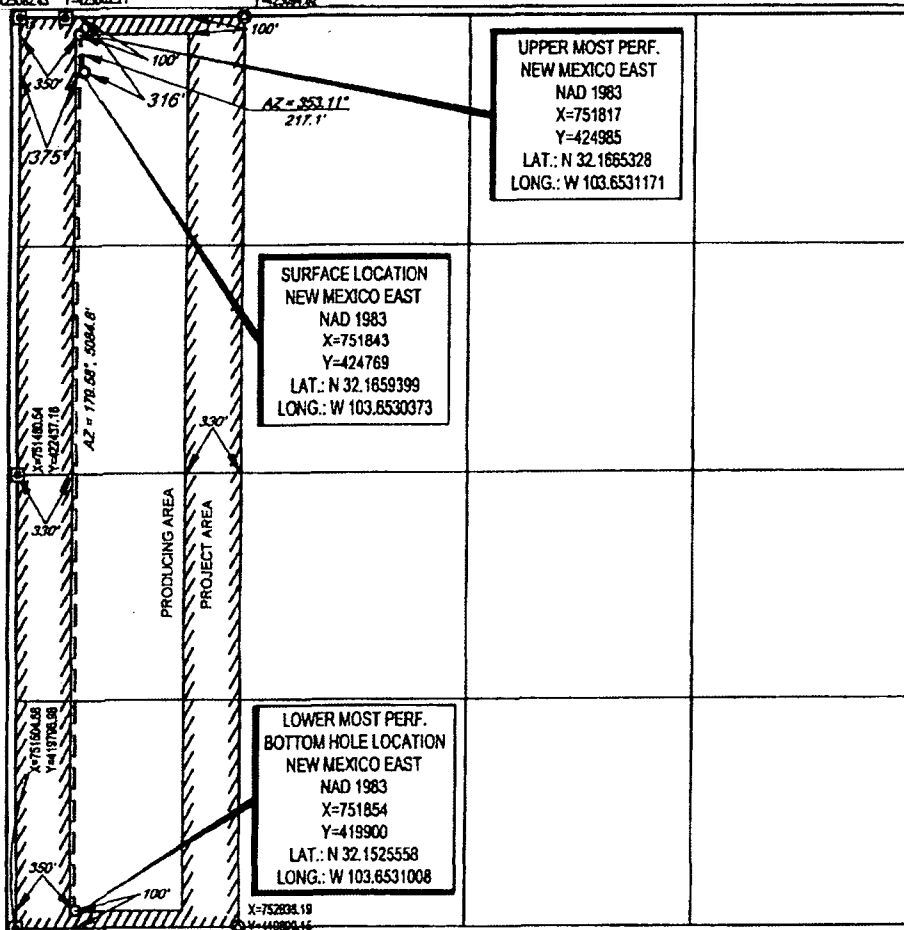 100'
350'
100'
316'
AZ = 353.11°
217.1'
375'
UPPER MOST PERF.
NEW MEXICO EAST
NAD 1983
X=751817
Y=424985
LAT.: N 32.1665328
LONG.: W 103.6531171
SURFACE LOCATION
NEW MEXICO EAST
NAD 1983
X=751843
Y=424769
LAT.: N 32.1659399
LONG.: W 103.6530373
AZ = 179.58°, 5084.8'
X=751480.54
Y=422437.18
330'
330'
PRODUCING AREA
PROJECT AREA
LOWER MOST PERF.
BOTTOM HOLE LOCATION
NEW MEXICO EAST
NAD 1983
X=751854
Y=419900
LAT.: N 32.1525558
LONG.: W 103.6531008
X=751504.58
Y=419798.98
350'
100'
X=752836.19